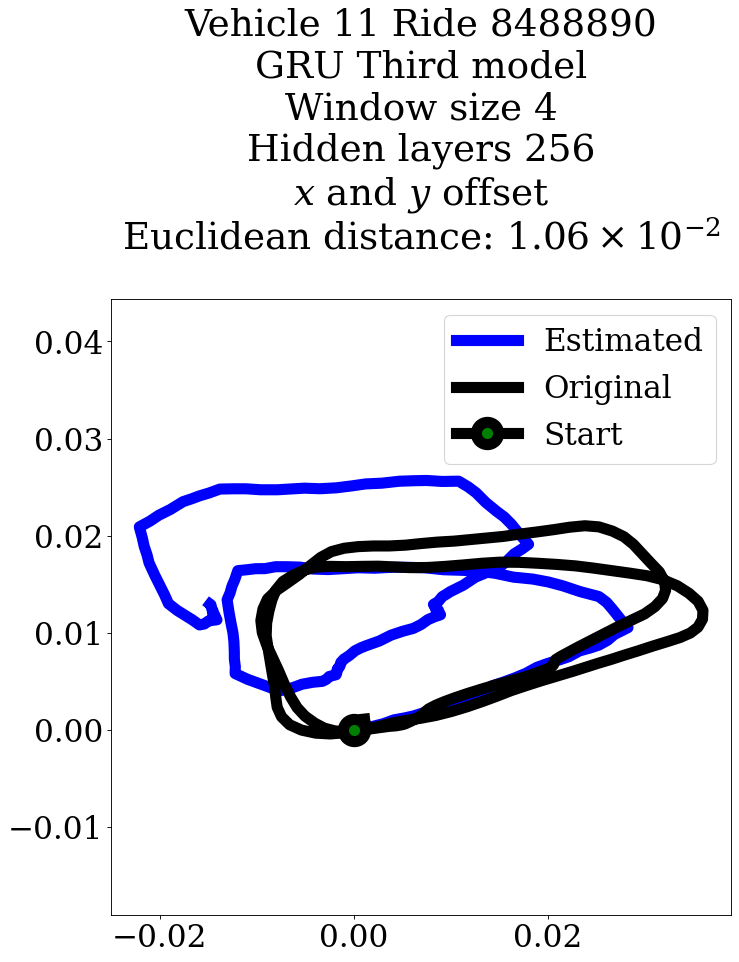 Vehicle 11 Ride 8488890
GRU Third model
Window size 4
Hidden layers 256
x and y offset
Euclidean distance: 1.06 × 10⁻²
Estimated
Original
Start
0.04
0.03
0.02
0.01
0.00
−0.01
−0.02 0.00 0.02